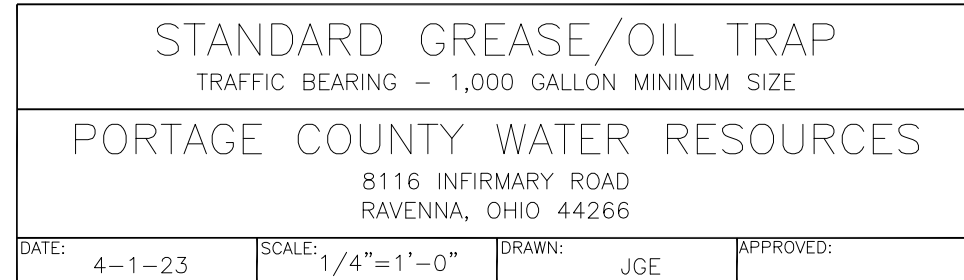 STANDARD GREASE/OIL TRAP
TRAFFIC BEARING – 1,000 GALLON MINIMUM SIZE
PORTAGE COUNTY WATER RESOURCES
8116 INFIRMARY ROAD
RAVENNA, OHIO 44266
DATE: 4–1–23 SCALE: 1/4"=1'–0" DRAWN: JGE APPROVED: